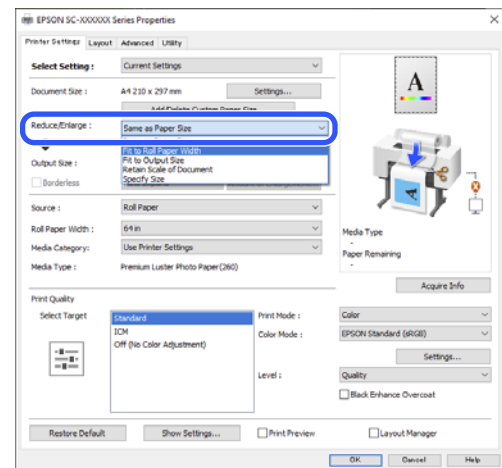 EPSON SC-XXXXXX Series Properties
Printer Settings Layout Advanced Utility
Select Setting : Current Settings
Document Size : A4 210 x 297 mm Settings...
Add/Delete Custom Paper Size
Reduce/Enlarge : Same as Paper Size
Fit to Roll Paper Width
Fit to Output Size
Retain Scale of Document
Specify Size
Output Size :
Borderless
Source : Roll Paper
Roll Paper Width : 64 in
Media Category: Use Printer Settings
Media Type : Premium Luster Photo Paper(260)
A
A
Media Type
-
Paper Remaining
-
Acquire Info
Print Quality
Select Target
Standard
ICM
Off (No Color Adjustment)
Print Mode : Color
Color Mode : EPSON Standard (sRGB)
Settings...
Level : Quality
Black Enhance Overcoat
Restore Default Show Settings... Print Preview Layout Manager
OK Cancel Help